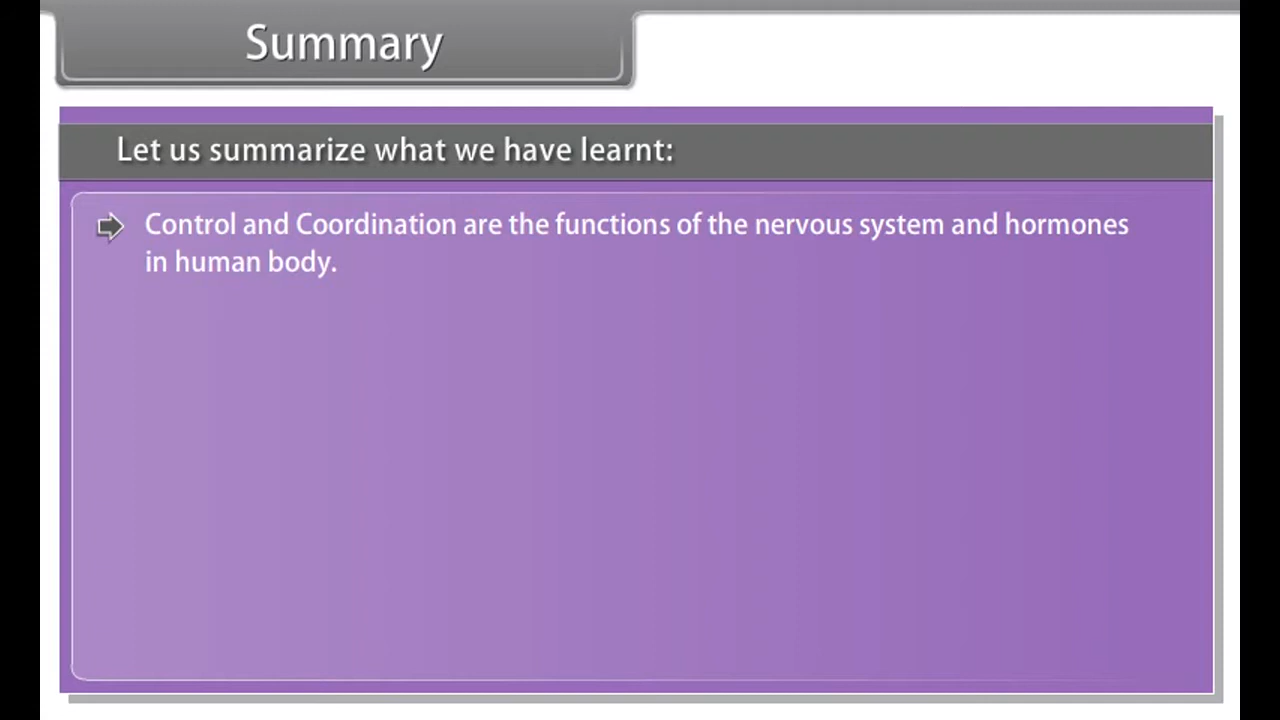 Summary
Let us summarize what we have learnt:
Control and Coordination are the functions of the nervous system and hormones
in human body.